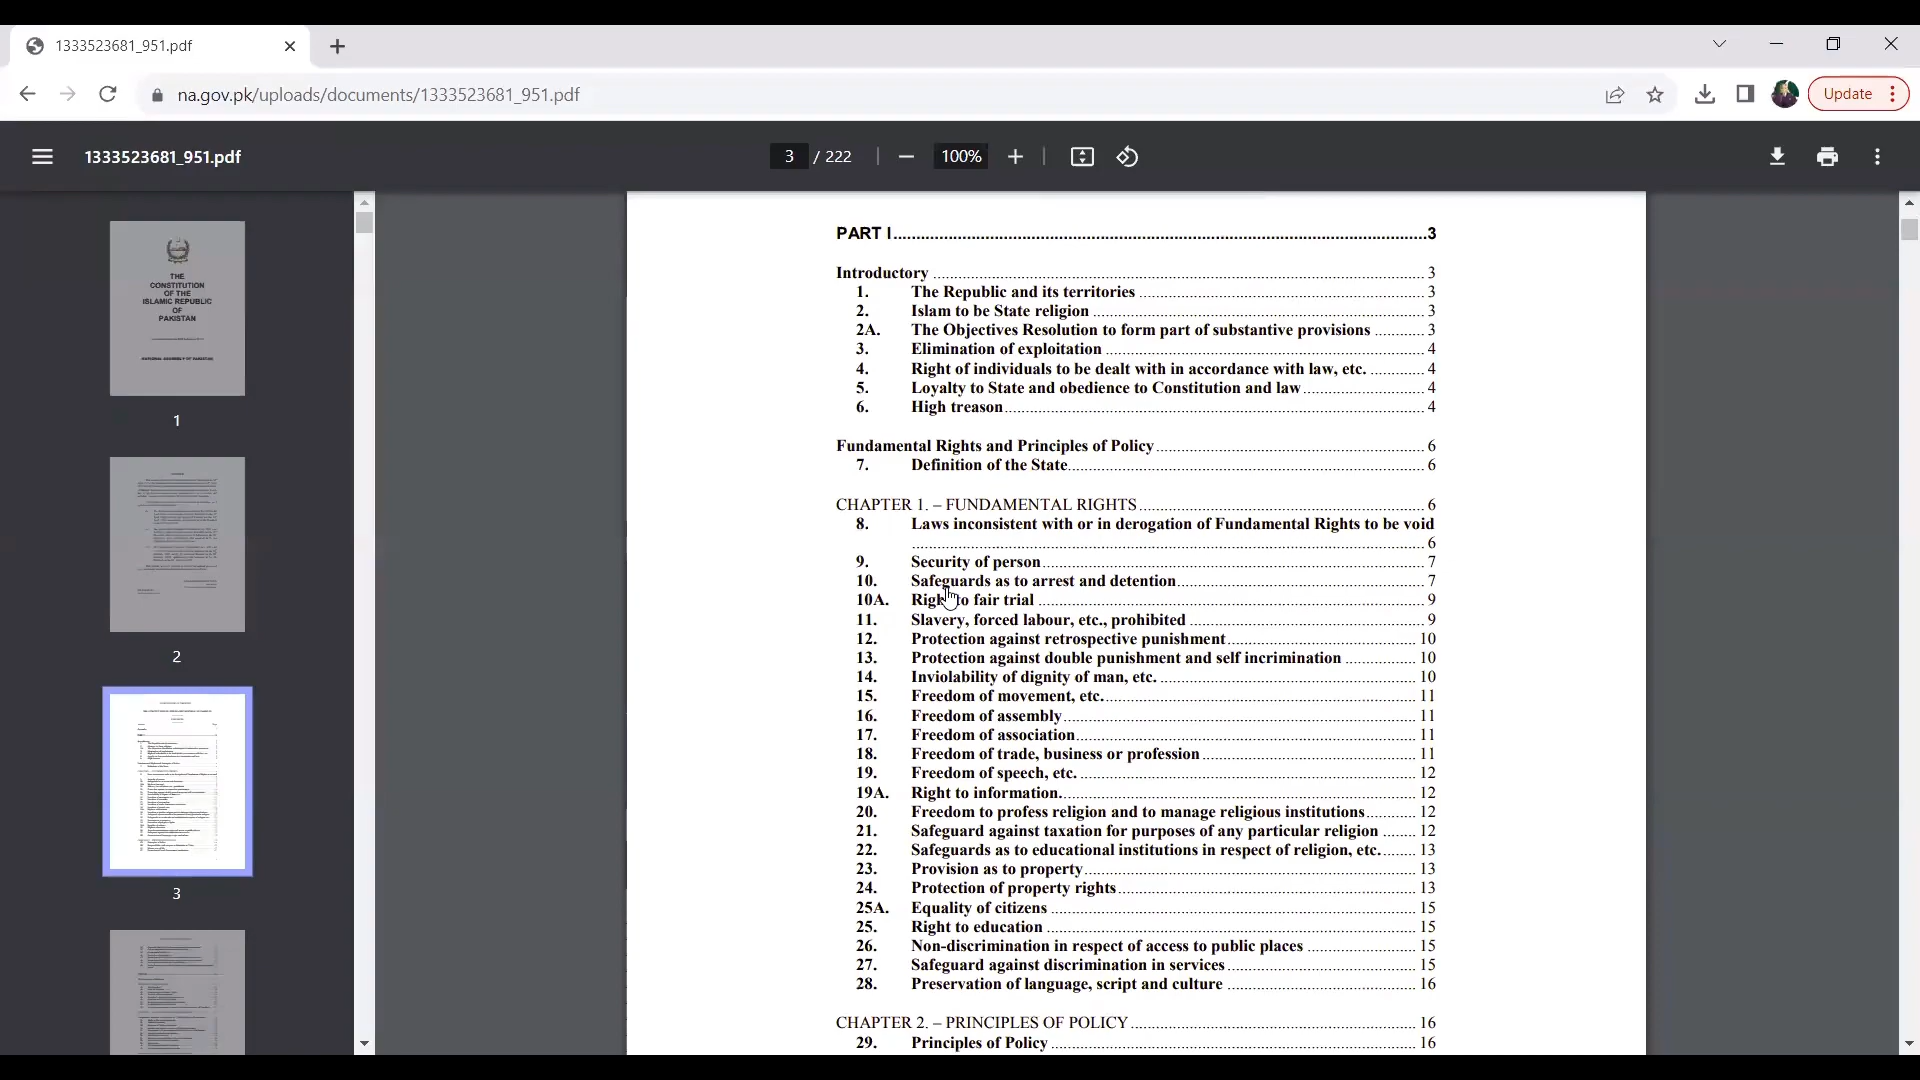 1333523681_951.pdf
na.gov.pk/uploads/documents/1333523681_951.pdf
Update
1333523681_951.pdf
3 / 222
100%
THE
CONSTITUTION
OF THE
ISLAMIC REPUBLIC
OF
PAKISTAN
NATIONAL ASSEMBLY OF PAKISTAN
1
2
3
PART I 3
Introductory 3
1. The Republic and its territories 3
2. Islam to be State religion 3
2A. The Objectives Resolution to form part of substantive provisions 3
3. Elimination of exploitation 4
4. Right of individuals to be dealt with in accordance with law, etc. 4
5. Loyalty to State and obedience to Constitution and law 4
6. High treason 4
Fundamental Rights and Principles of Policy 6
7. Definition of the State 6
CHAPTER 1. – FUNDAMENTAL RIGHTS 6
8. Laws inconsistent with or in derogation of Fundamental Rights to be void
6
9. Security of person 7
10. Safeguards as to arrest and detention 7
10A. Right to fair trial 9
11. Slavery, forced labour, etc., prohibited 9
12. Protection against retrospective punishment 10
13. Protection against double punishment and self incrimination 10
14. Inviolability of dignity of man, etc. 10
15. Freedom of movement, etc. 11
16. Freedom of assembly 11
17. Freedom of association 11
18. Freedom of trade, business or profession 11
19. Freedom of speech, etc. 12
19A. Right to information. 12
20. Freedom to profess religion and to manage religious institutions 12
21. Safeguard against taxation for purposes of any particular religion 12
22. Safeguards as to educational institutions in respect of religion, etc. 13
23. Provision as to property 13
24. Protection of property rights 13
25A. Equality of citizens 15
25. Right to education 15
26. Non-discrimination in respect of access to public places 15
27. Safeguard against discrimination in services 15
28. Preservation of language, script and culture 16
CHAPTER 2. – PRINCIPLES OF POLICY 16
29. Principles of Policy 16